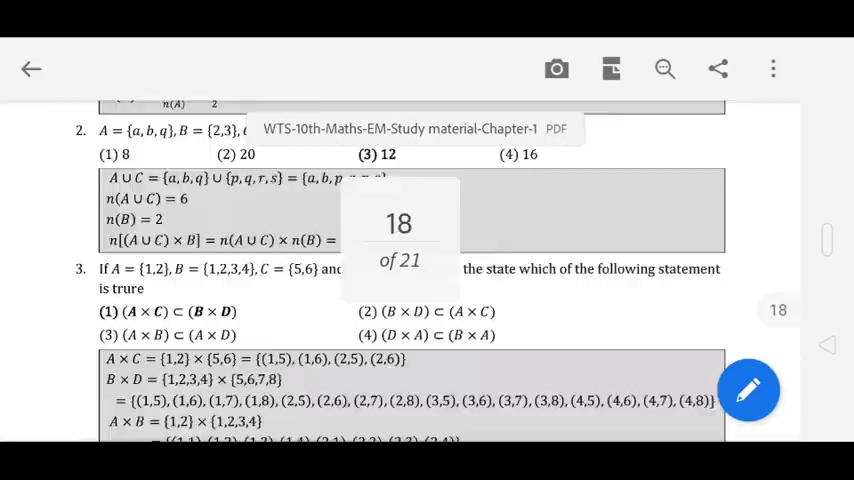 n(A) 2
2. A = {a, b, q}, B = {2,3},
WTS-10th-Maths-EM-Study material-Chapter-1 PDF
(1) 8 (2) 20 (3) 12 (4) 16
A ∪ C = {a, b, q} ∪ {p, q, r, s} = {a, b, p
n(A ∪ C) = 6
n(B) = 2
n[(A ∪ C) × B] = n(A ∪ C) × n(B) =
18
of 21
3. If A = {1,2}, B = {1,2,3,4}, C = {5,6} and the state which of the following statement
is trure
(1) (A × C) ⊂ (B × D) (2) (B × D) ⊂ (A × C)
18
(3) (A × B) ⊂ (A × D) (4) (D × A) ⊂ (B × A)
A × C = {1,2} × {5,6} = {(1,5), (1,6), (2,5), (2,6)}
B × D = {1,2,3,4} × {5,6,7,8}
= {(1,5), (1,6), (1,7), (1,8), (2,5), (2,6), (2,7), (2,8), (3,5), (3,6), (3,7), (3,8), (4,5), (4,6), (4,7), (4,8)}
A × B = {1,2} × {1,2,3,4}